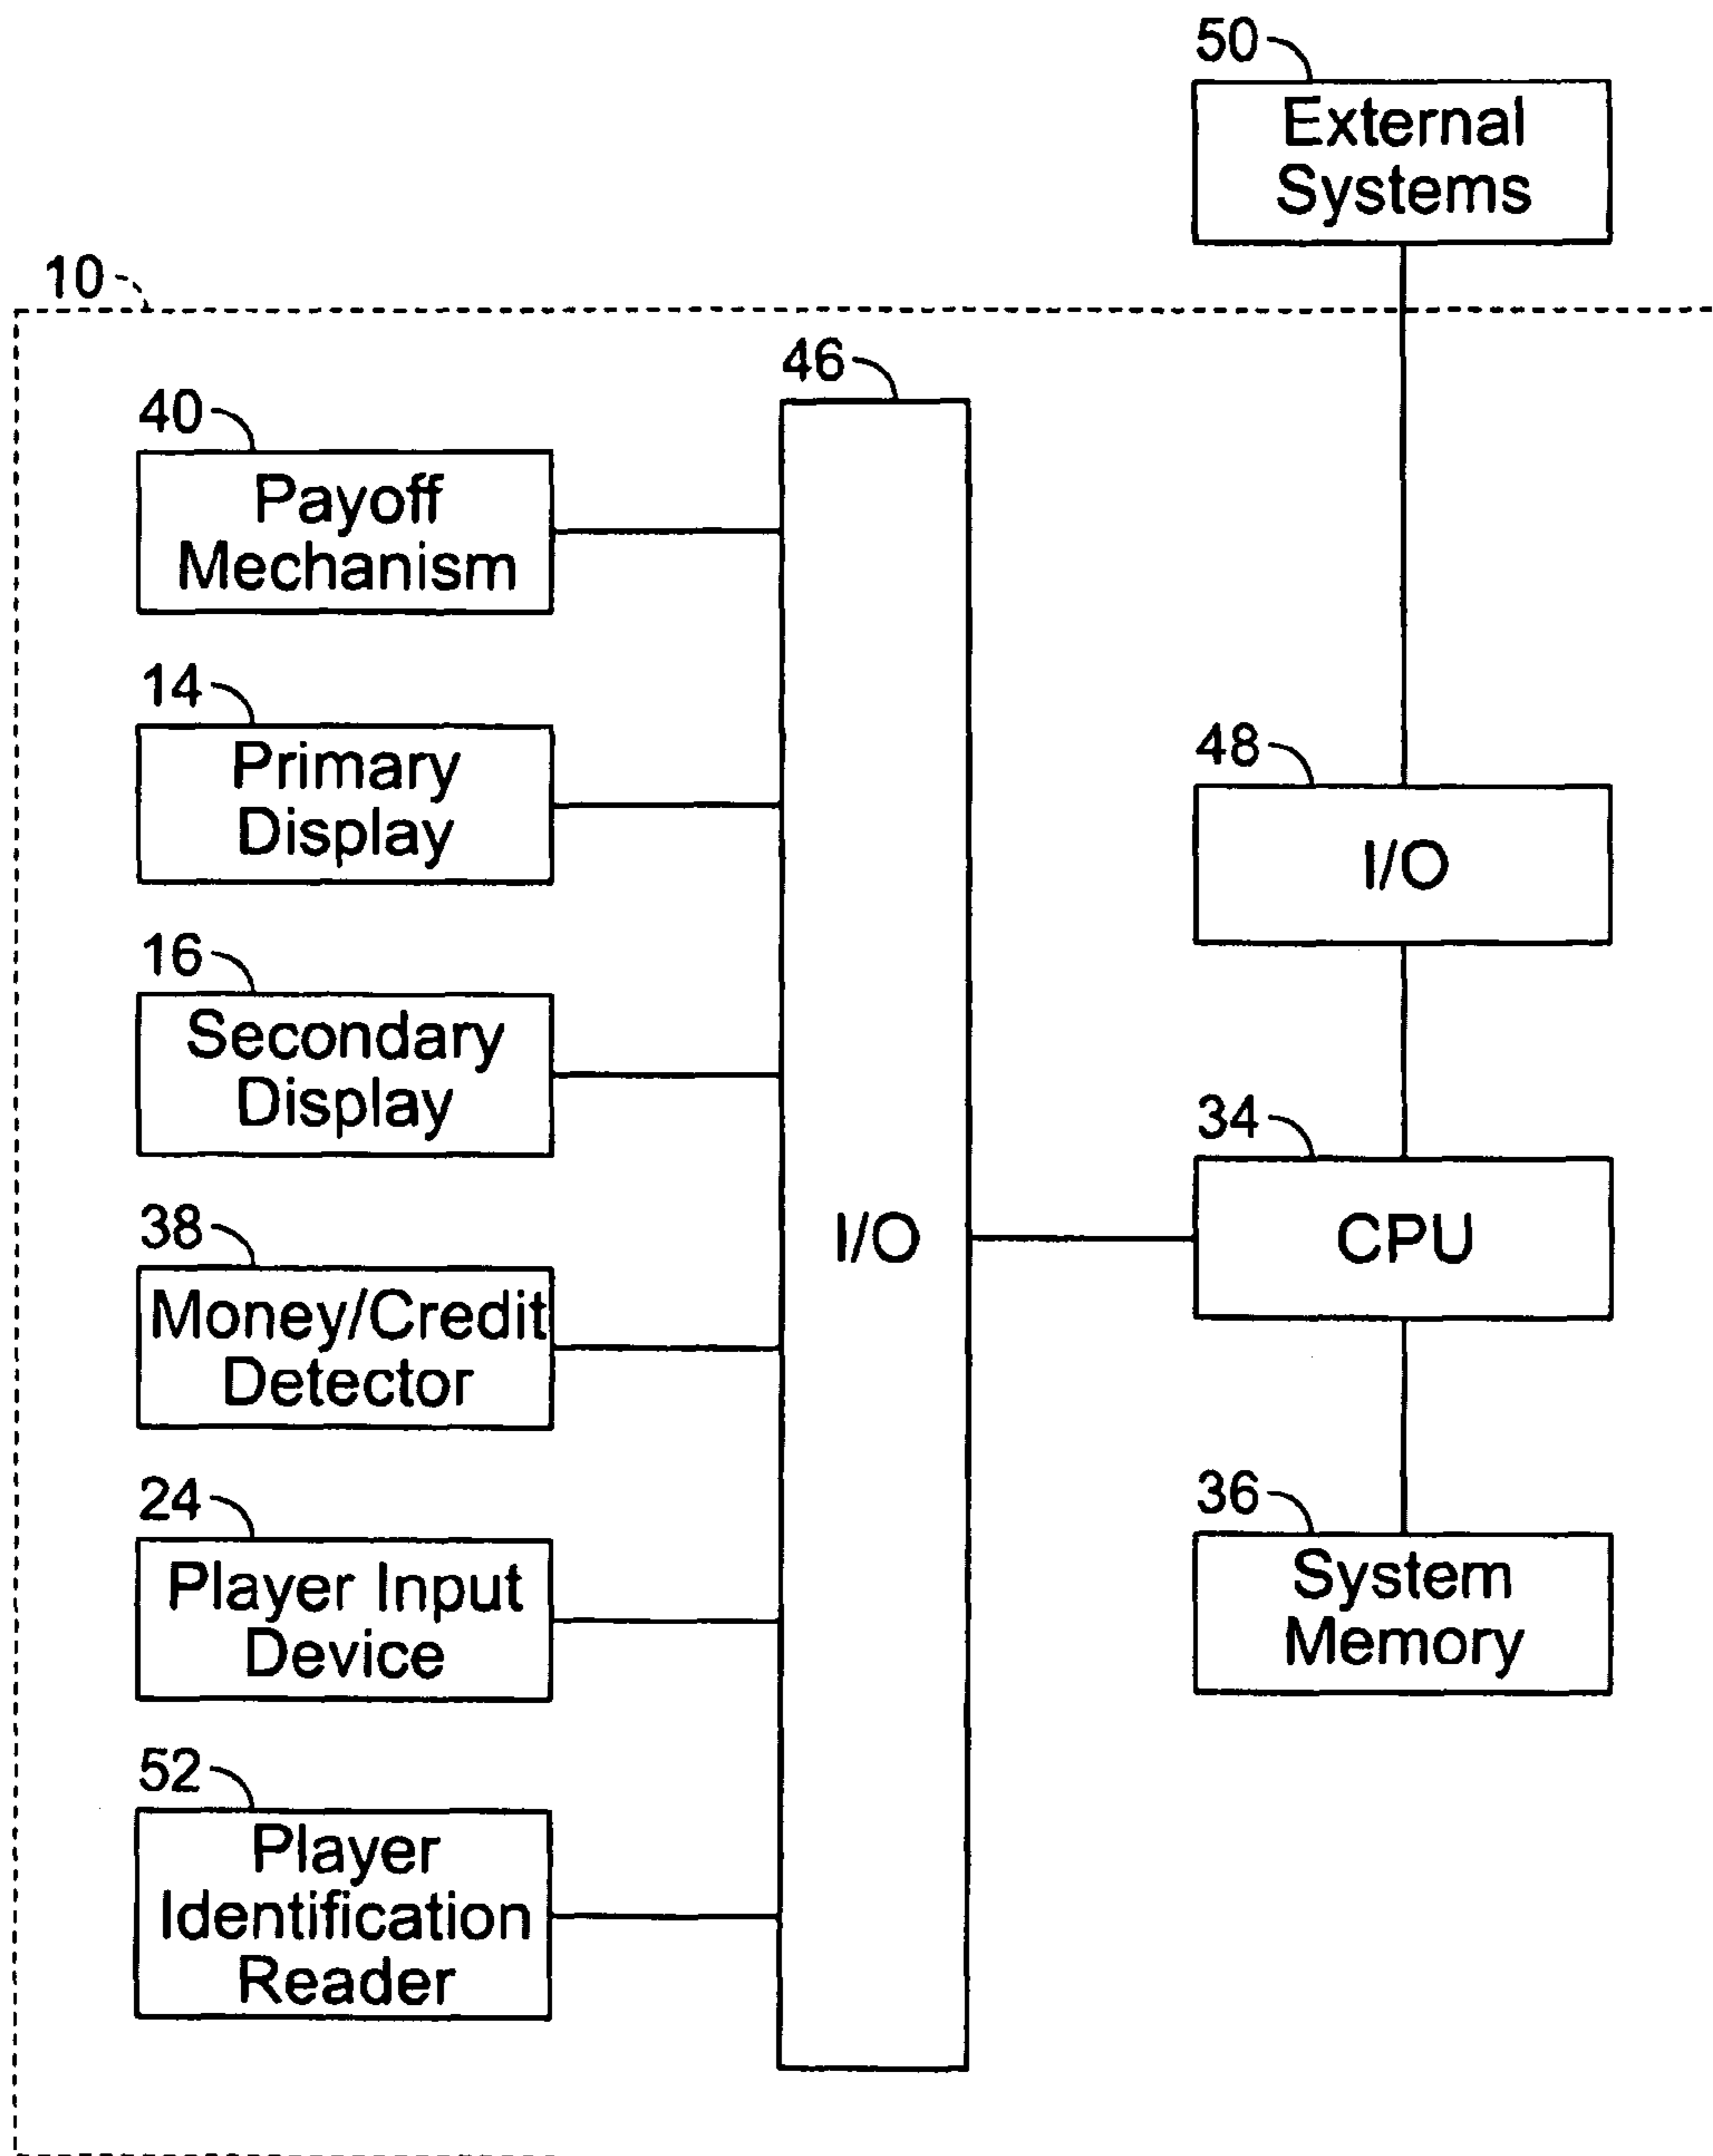 50
External
Systems
10
46
40
Payoff
Mechanism
14
Primary
Display
48
I/O
16
Secondary
Display
34
CPU
38
Money/Credit
Detector
I/O
24
Player Input
Device
36
System
Memory
52
Player
Identification
Reader